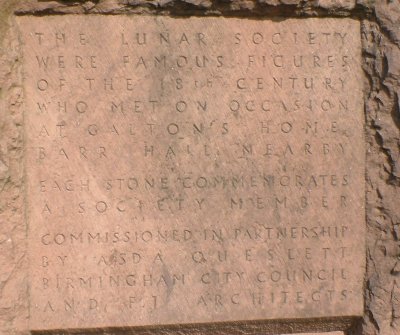 THE LUNAR SOCIETY
WERE FAMOUS FIGURES
OF THE 18TH CENTURY
WHO MET ON OCCASION
AT GALTON'S HOME,
BARR HALL NEARBY
EACH STONE COMMEMORATES
A SOCIETY MEMBER
COMMISSIONED IN PARTNERSHIP
BY ASDA QUESLETT
BIRMINGHAM CITY COUNCIL
AND ARCHITECTS